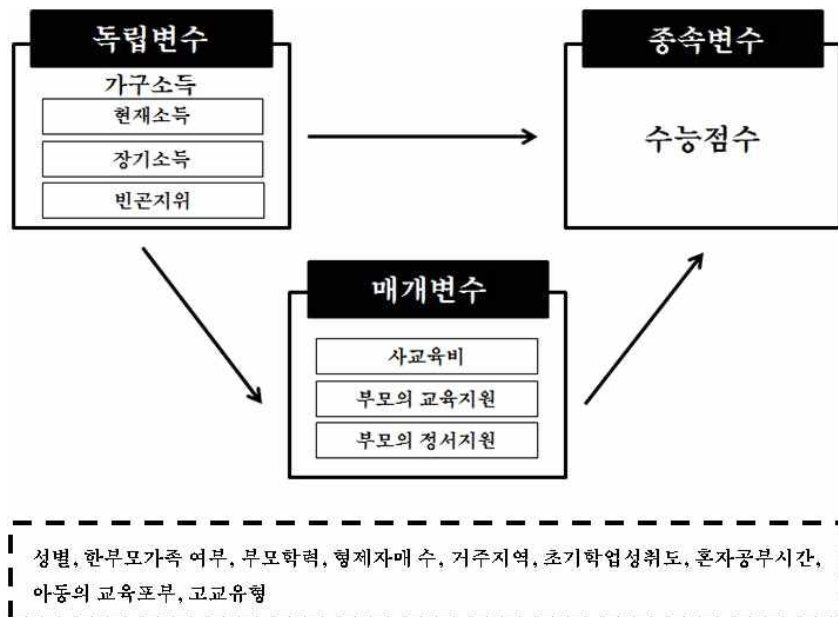 독립변수
가구소득
현재소득
장기소득
빈곤지위
종속변수
수능점수
매개변수
사교육비
부모의 교육지원
부모의 정서지원
성별, 한부모가족 여부, 부모학력, 형제자매 수, 거주지역, 초기학업성취도, 혼자공부시간,
아동의 교육포부, 고교유형